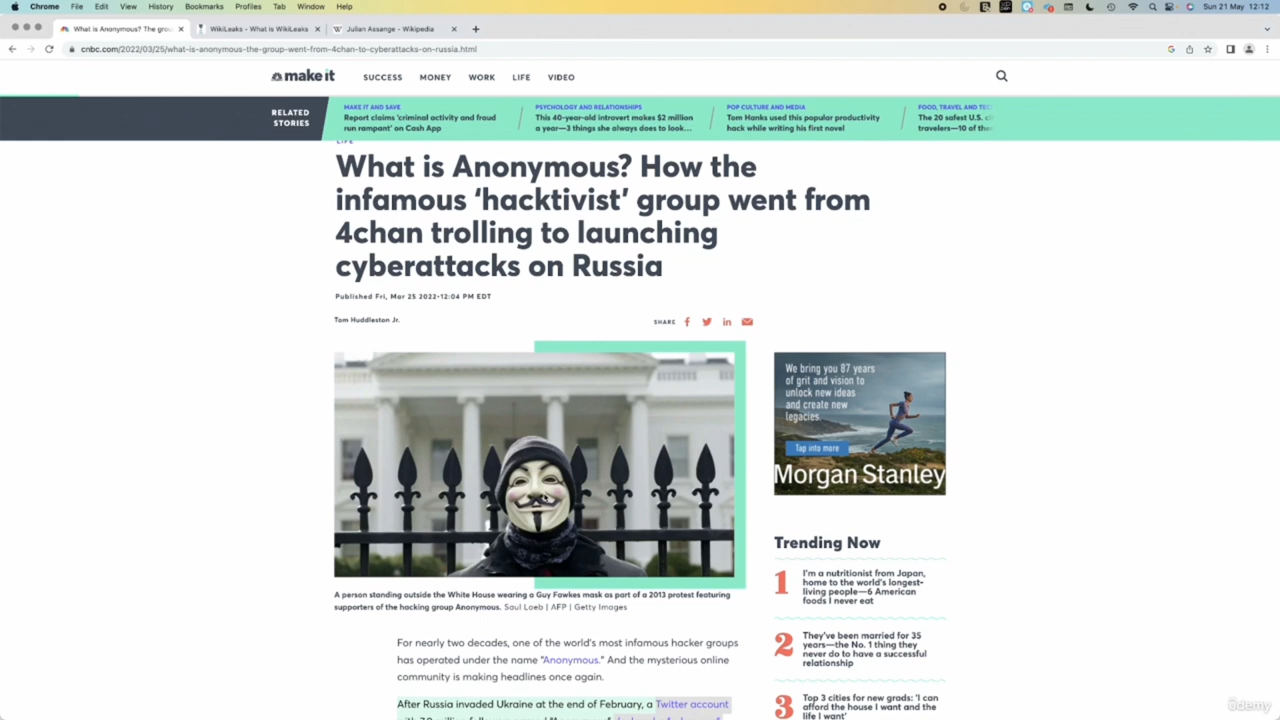 Chrome File Edit View History Bookmarks Profiles Tab Window Help Sun 21 May 12:12
What is Anonymous? The grou WikiLeaks - What is WikiLeaks Julian Assange - Wikipedia
cnbc.com/2022/03/25/what-is-anonymous-the-group-went-from-4chan-to-cyberattacks-on-russia.html
make it SUCCESS MONEY WORK LIFE VIDEO
RELATED
STORIES
MAKE IT AND SAVE
Report claims 'criminal activity and fraud
run rampant' on Cash App
PSYCHOLOGY AND RELATIONSHIPS
This 40-year-old introvert makes $2 million
a year—3 things she always does to look...
POP CULTURE AND MEDIA
Tom Hanks used this popular productivity
hack while writing his first novel
FOOD, TRAVEL AND TEC
The 20 safest U.S. ci
travelers—10 of the
LIFE
What is Anonymous? How the
infamous ‘hacktivist’ group went from
4chan trolling to launching
cyberattacks on Russia
Published Fri, Mar 25 2022•12:04 PM EDT
Tom Huddleston Jr.
SHARE
A person standing outside the White House wearing a Guy Fawkes mask as part of a 2013 protest featuring
supporters of the hacking group Anonymous. Saul Loeb | AFP | Getty Images
For nearly two decades, one of the world's most infamous hacker groups
has operated under the name "Anonymous." And the mysterious online
community is making headlines once again.
After Russia invaded Ukraine at the end of February, a Twitter account
We bring you 87 years
of grit and vision to
unlock new ideas
and create new
legacies.
Tap into more
Morgan Stanley
Trending Now
1
I'm a nutritionist from Japan,
home to the world's longest-
living people—6 American
foods I never eat
2
They've been married for 35
years—the No. 1 thing they
never do to have a successful
relationship
3
Top 3 cities for new grads: 'I can
afford the house I want and the
life I want'
ûdemy